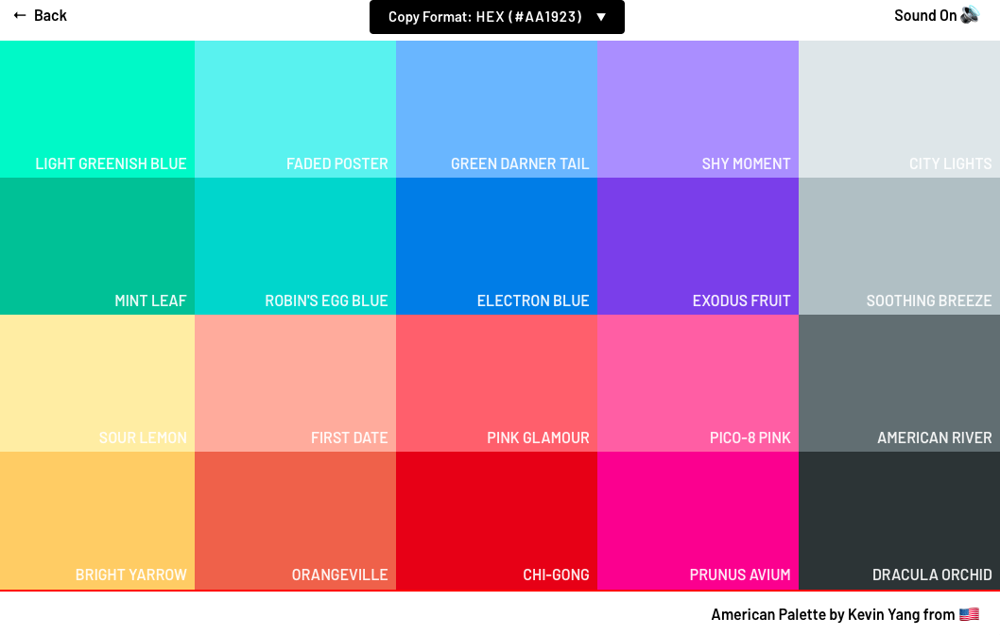 ← Back
Copy Format: HEX (#AA1923) ▼
Sound On 🔊
LIGHT GREENISH BLUE
FADED POSTER
GREEN DARNER TAIL
SHY MOMENT
CITY LIGHTS
MINT LEAF
ROBIN'S EGG BLUE
ELECTRON BLUE
EXODUS FRUIT
SOOTHING BREEZE
SOUR LEMON
FIRST DATE
PINK GLAMOUR
PICO-8 PINK
AMERICAN RIVER
BRIGHT YARROW
ORANGEVILLE
CHI-GONG
PRUNUS AVIUM
DRACULA ORCHID
American Palette by Kevin Yang from 🇺🇸